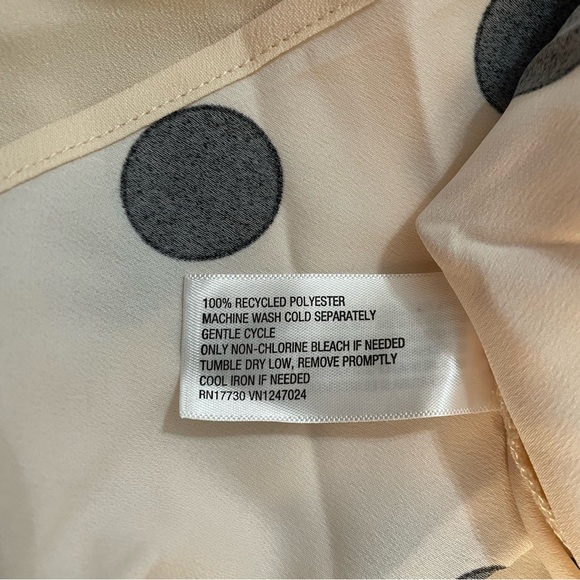 100% RECYCLED POLYESTER
MACHINE WASH COLD SEPARATELY
GENTLE CYCLE
ONLY NON-CHLORINE BLEACH IF NEEDED
TUMBLE DRY LOW, REMOVE PROMPTLY
COOL IRON IF NEEDED
RN17730 VN1247024